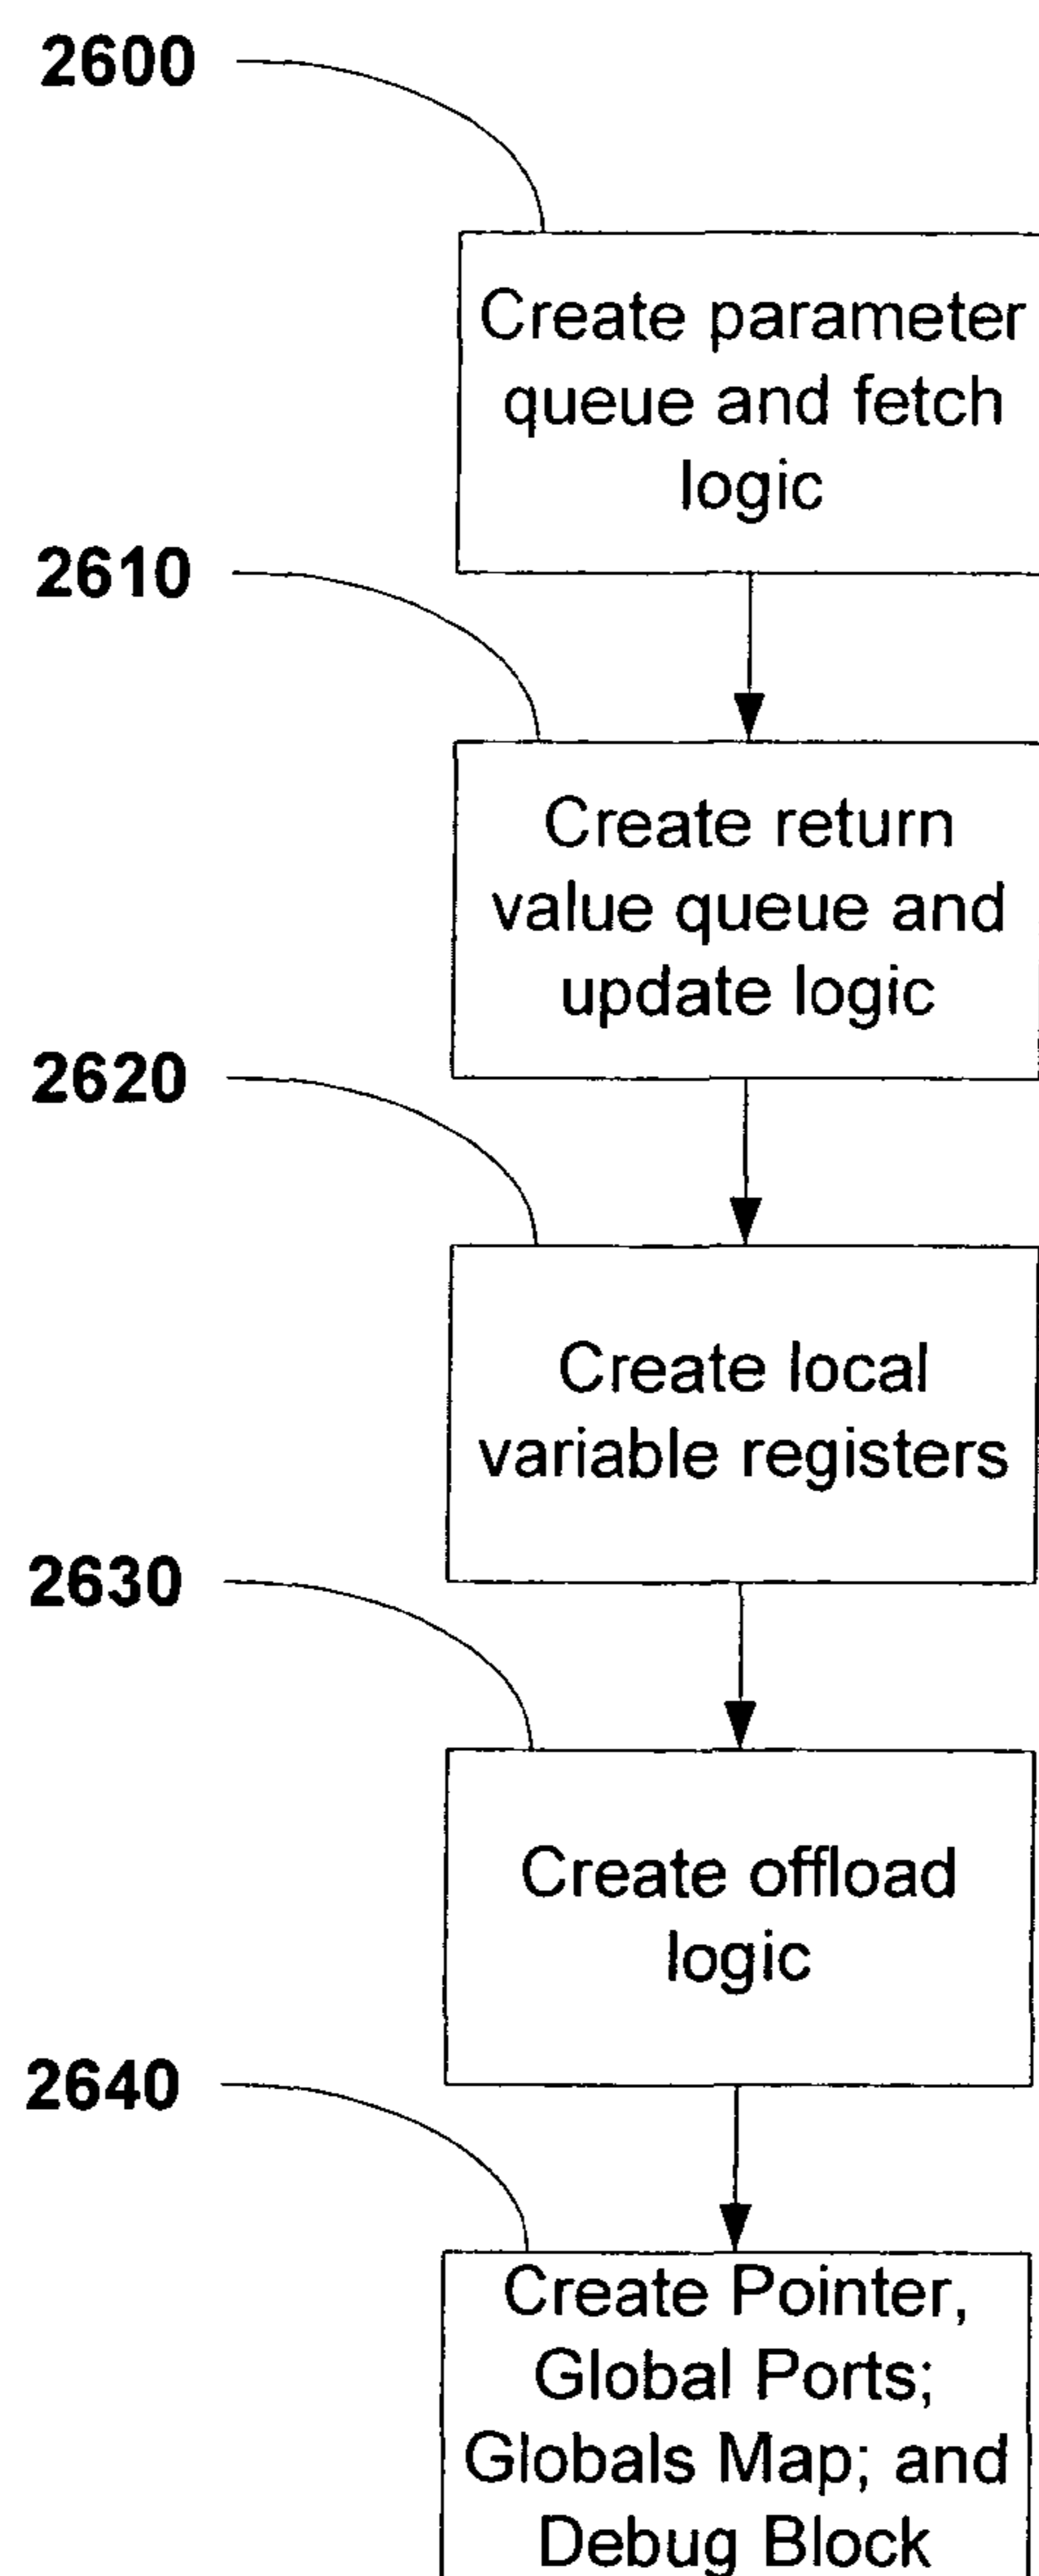 2600
Create parameter
queue and fetch
logic
2610
Create return
value queue and
update logic
2620
Create local
variable registers
2630
Create offload
logic
2640
Create Pointer,
Global Ports;
Globals Map; and
Debug Block